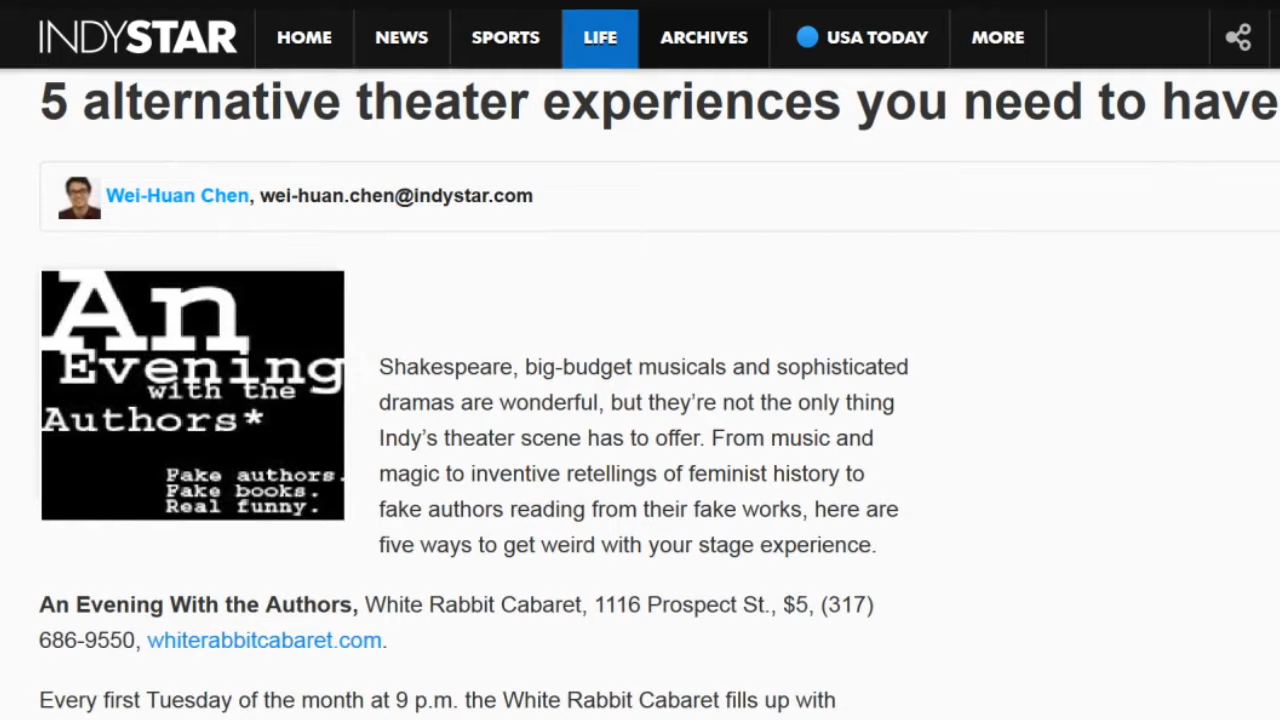 INDYSTAR HOME NEWS SPORTS LIFE ARCHIVES USA TODAY MORE
5 alternative theater experiences you need to have
Wei-Huan Chen, wei-huan.chen@indystar.com
An
Evening
with the
Authors*
Fake authors.
Fake books.
Real funny.
Shakespeare, big-budget musicals and sophisticated
dramas are wonderful, but they’re not the only thing
Indy’s theater scene has to offer. From music and
magic to inventive retellings of feminist history to
fake authors reading from their fake works, here are
five ways to get weird with your stage experience.
An Evening With the Authors, White Rabbit Cabaret, 1116 Prospect St., $5, (317)
686-9550, whiterabbitcabaret.com.
Every first Tuesday of the month at 9 p.m. the White Rabbit Cabaret fills up with